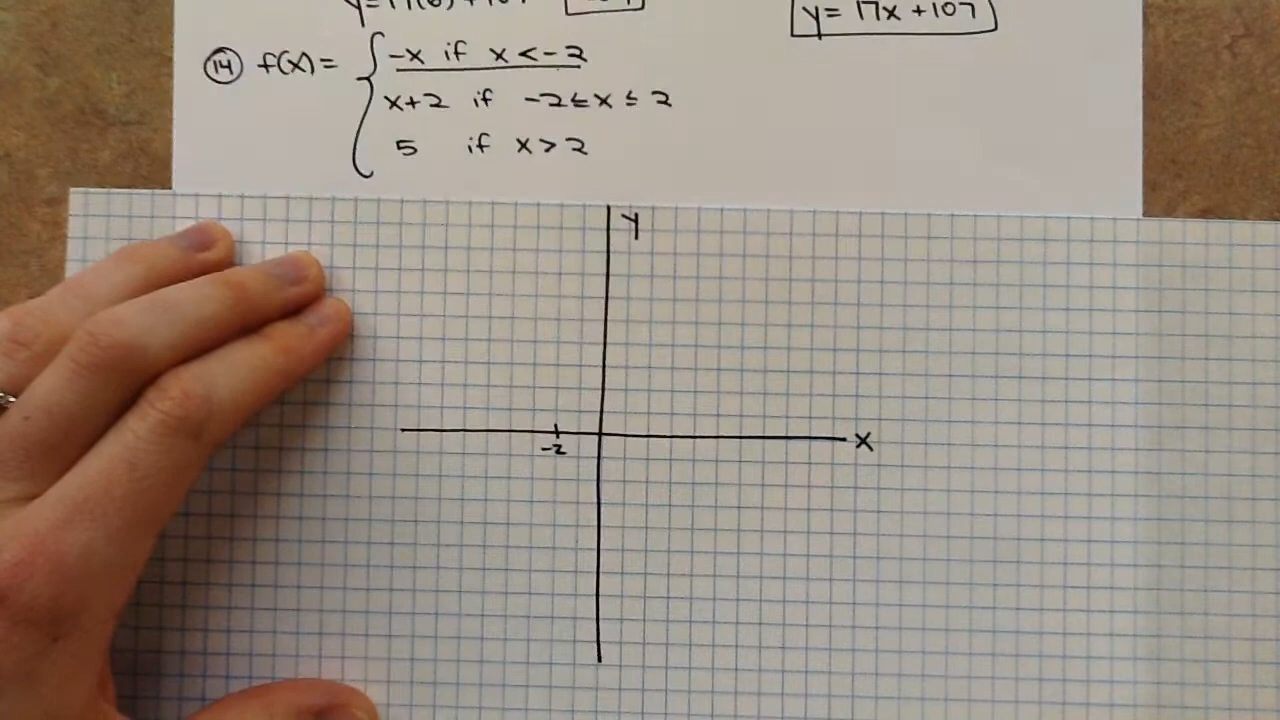 y = 17x + 107
14 f(x) = { -x if x < -2
x+2 if -2 ≤ x ≤ 2
5 if x > 2
y
x
-2